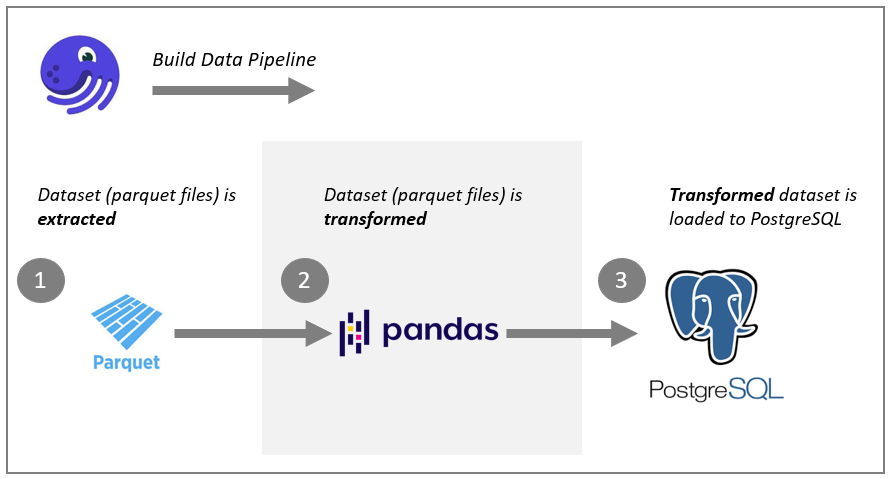 Build Data Pipeline
Dataset (parquet files) is
extracted
Dataset (parquet files) is
transformed
Transformed dataset is
loaded to PostgreSQL
1
2
3
Parquet
pandas
PostgreSQL